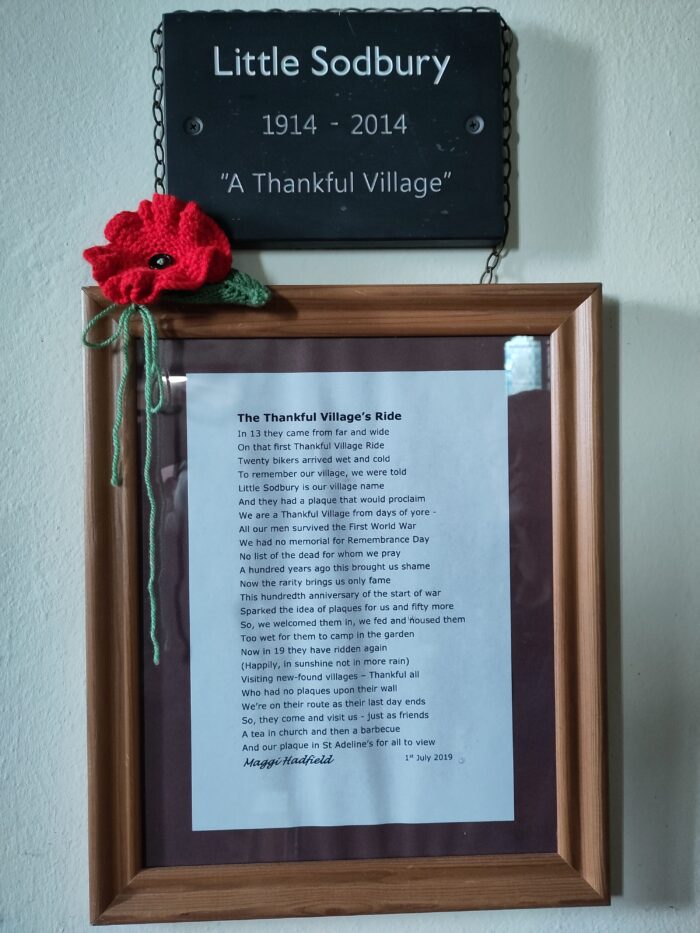 Little Sodbury
1914 - 2014
"A Thankful Village"
The Thankful Village's Ride
In 13 they came from far and wide
On that first Thankful Village Ride
Twenty bikers arrived wet and cold
To remember our village, we were told
Little Sodbury is our village name
And they had a plaque that would proclaim
We are a Thankful Village from days of yore -
All our men survived the First World War
We had no memorial for Remembrance Day
No list of the dead for whom we pray
A hundred years ago this brought us shame
Now the rarity brings us only fame
This hundredth anniversary of the start of war
Sparked the idea of plaques for us and fifty more
So, we welcomed them in, we fed and housed them
Too wet for them to camp in the garden
Now in 19 they have ridden again
(Happily, in sunshine not in more rain)
Visiting new-found villages – Thankful all
Who had no plaques upon their wall
We're on their route as their last day ends
So, they come and visit us - just as friends
A tea in church and then a barbecue
And our plaque in St Adeline's for all to view
Maggi Hadfield 1st July 2019